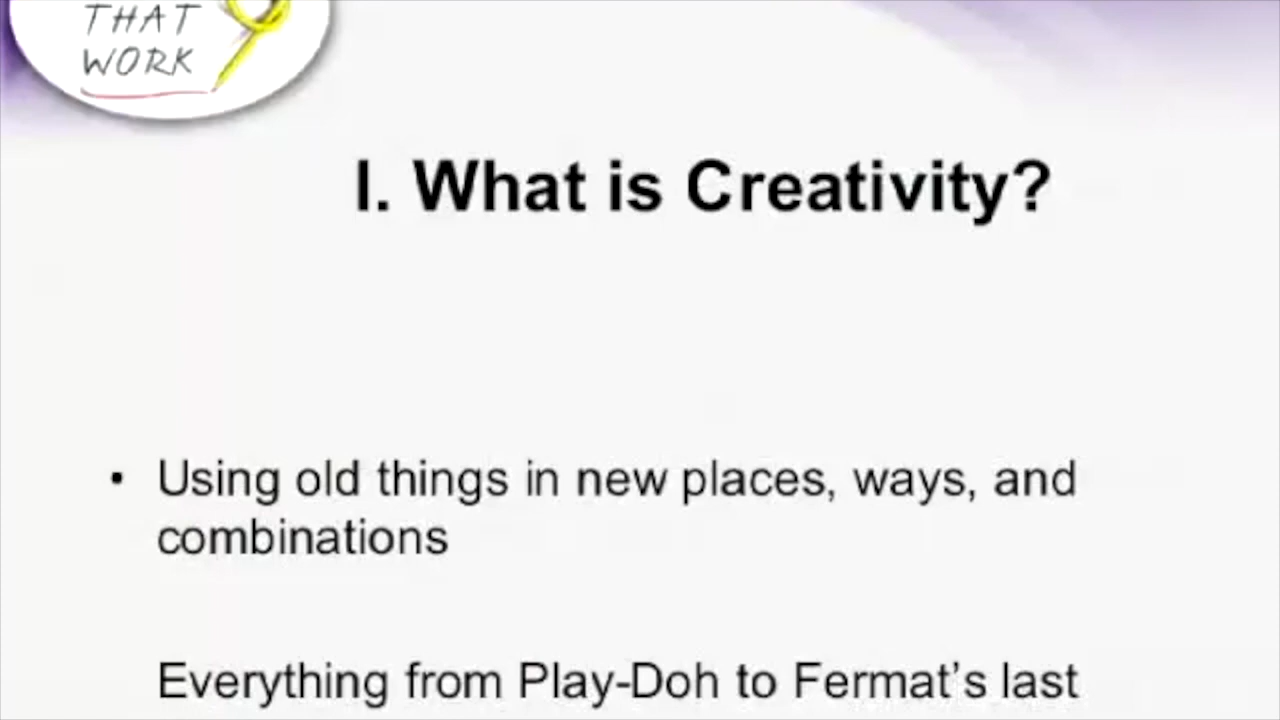 THAT
WORK
I. What is Creativity?
• Using old things in new places, ways, and
combinations
Everything from Play-Doh to Fermat’s last